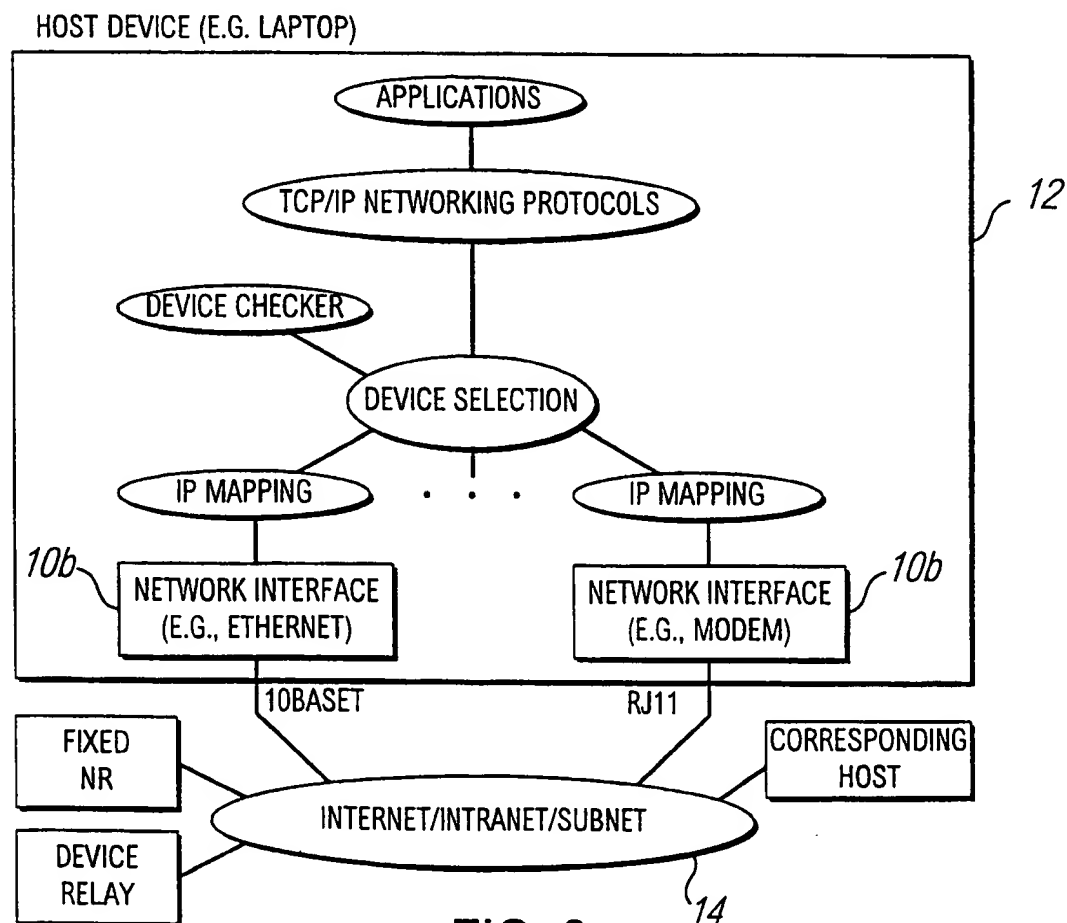 HOST DEVICE (E.G. LAPTOP)
APPLICATIONS
TCP/IP NETWORKING PROTOCOLS
12
DEVICE CHECKER
DEVICE SELECTION
IP MAPPING
. . .
IP MAPPING
10b
NETWORK INTERFACE
(E.G., ETHERNET)
NETWORK INTERFACE
(E.G., MODEM)
10b
10BASET
RJ11
FIXED
NR
CORRESPONDING
HOST
INTERNET/INTRANET/SUBNET
DEVICE
RELAY
14